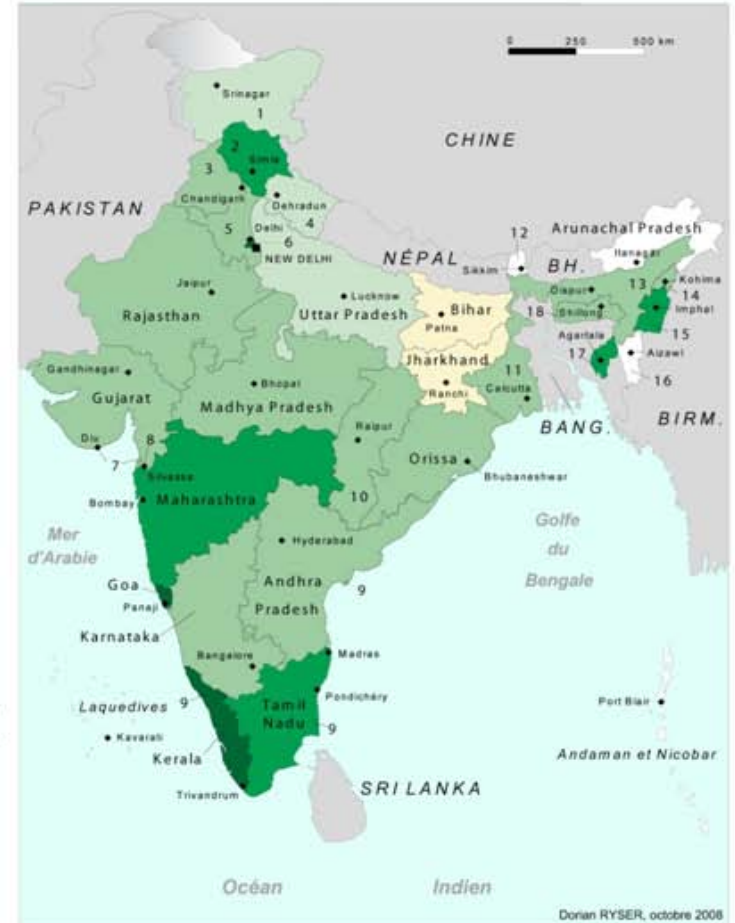 0 250 500 km
Srinagar
1
CHINE
2
Simla
3
Chandigark
Dehradun
4
PAKISTAN
5
Delhi
6
NEW DELHI
NÉPAL
12
Sikkim
BH.
Arunachal Pradesh
Itanagar
Jaipur
Rajasthan
Lucknow
Uttar Pradesh
Bihar
Patna
Dispur
13
Kohima
14
Shillong
Imphal
18
15
Agartala
17
Aizawl
16
Gandhinagar
Gujarat
Bhopal
Madhya Pradesh
Jharkhand
Ranchi
11
Calcutta
BANG.
BIRM.
Diu
7
8
Silvassa
Raipur
Orissa
Bhubaneshwar
Bombay
Maharashtra
10
Mer
d'Arabie
Golfe
du
Bengale
Hyderabad
Goa
Panaji
Andhra
Pradesh
9
Karnataka
Bangalore
Madras
Laquedives
9
Tamil
Nadu
Pondichéry
9
Port Blair
Kavarati
Kerala
Andaman et Nicobar
Trivandrum
SRI LANKA
Océan Indien
Dorian RYSER, octobre 2008